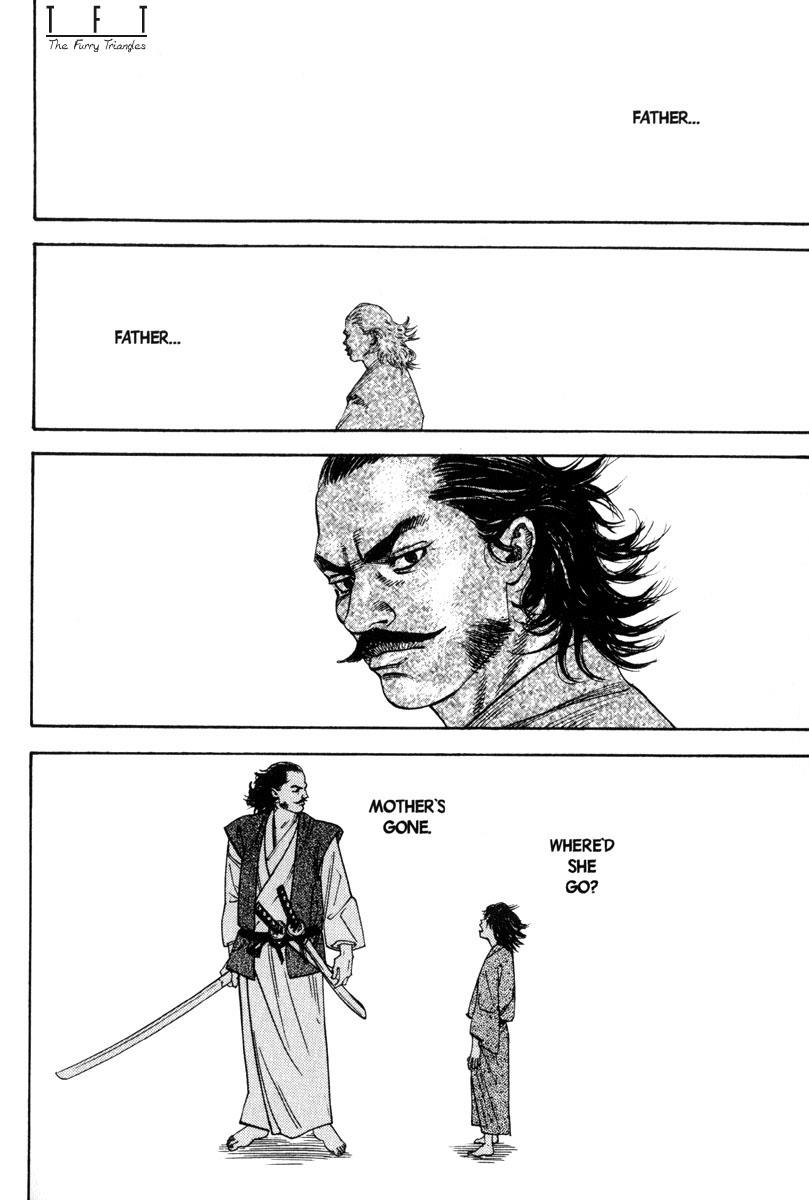 T F T
The Furry Triangles
FATHER...
FATHER...
MOTHER'S
GONE.
WHERE'D
SHE
GO?